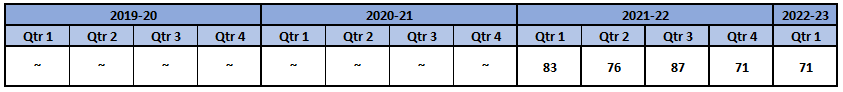 2019-20 2020-21 2021-22 2022-23
Qtr 1 Qtr 2 Qtr 3 Qtr 4 Qtr 1 Qtr 2 Qtr 3 Qtr 4 Qtr 1 Qtr 2 Qtr 3 Qtr 4 Qtr 1
~ ~ ~ ~ ~ ~ ~ ~ 83 76 87 71 71